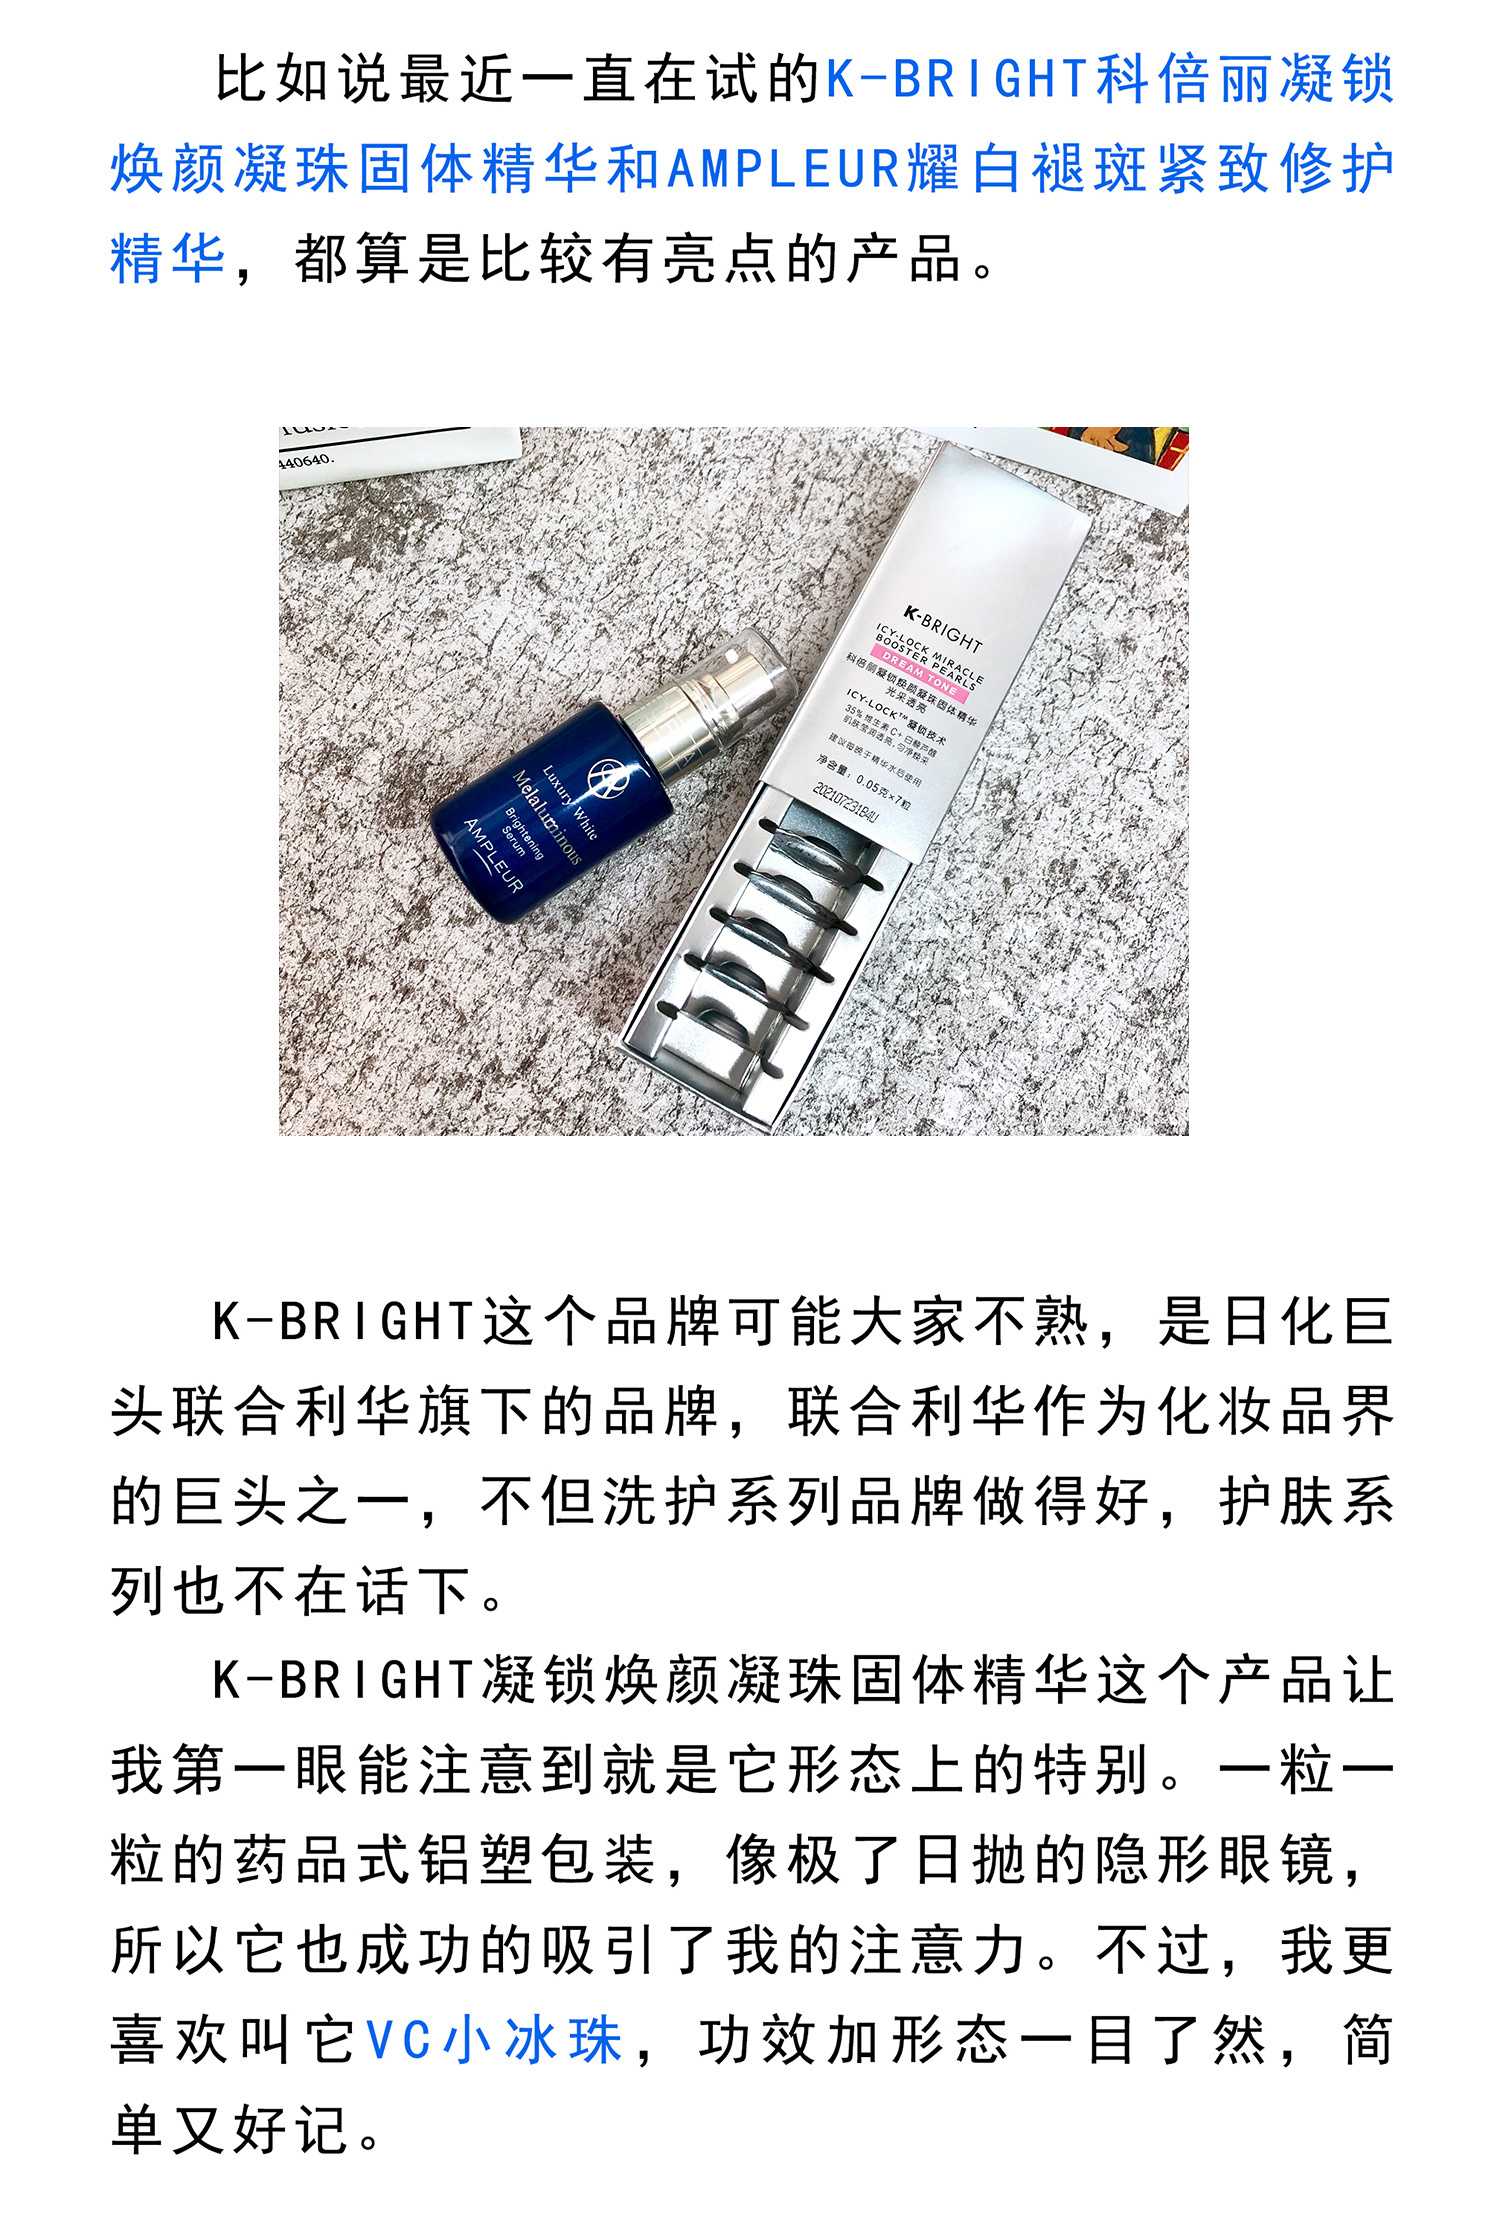 比如说最近一直在试的K-BRIGHT科倍丽凝锁
焕颜凝珠固体精华和AMPLEUR耀白褪斑紧致修护
精华，都算是比较有亮点的产品。
440640.
K-BRIGHT
ICY-LOCK MIRACLE
BOOSTER PEARLS
DREAM TONE
科倍丽凝锁焕颜凝珠固体精华
光采透亮
ICY-LOCK™凝锁技术
35%维生素C+白藜芦醇
肌肤莹润透亮,匀净焕采
建议每晚于精华水后使用
净含量：0.05克×7粒
202107231B4U
Luxury White
Melaluminous
Brightening
Serum
AMPLEUR
K-BRIGHT这个品牌可能大家不熟，是日化巨
头联合利华旗下的品牌，联合利华作为化妆品界
的巨头之一，不但洗护系列品牌做得好，护肤系
列也不在话下。
K-BRIGHT凝锁焕颜凝珠固体精华这个产品让
我第一眼能注意到就是它形态上的特别。一粒一
粒的药品式铝塑包装，像极了日抛的隐形眼镜，
所以它也成功的吸引了我的注意力。不过，我更
喜欢叫它VC小冰珠，功效加形态一目了然，简
单又好记。